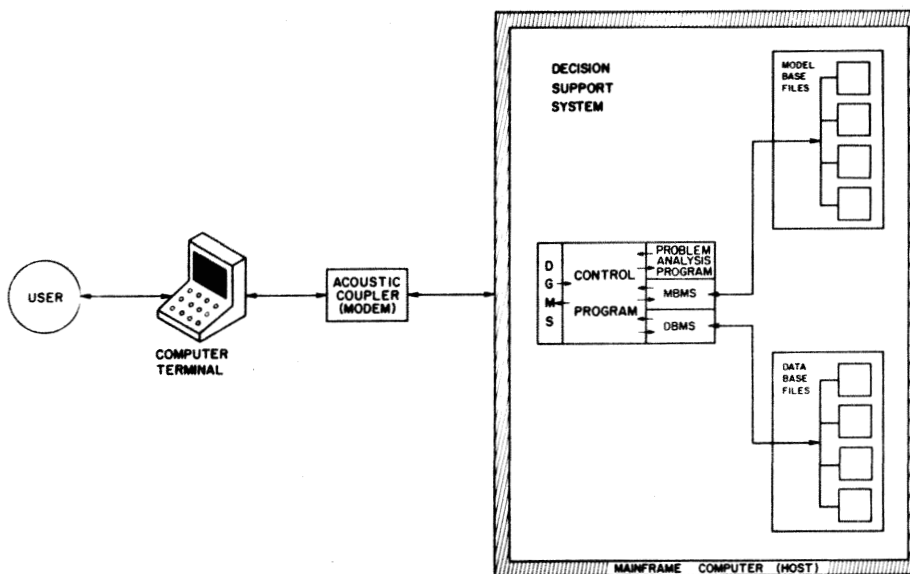 USER
COMPUTER
TERMINAL
ACOUSTIC
COUPLER
(MODEM)
DECISION
SUPPORT
SYSTEM
D
G
M
S
CONTROL
PROGRAM
PROBLEM
ANALYSIS
PROGRAM
MBMS
DBMS
MODEL
BASE
FILES
DATA
BASE
FILES
MAINFRAME COMPUTER (HOST)